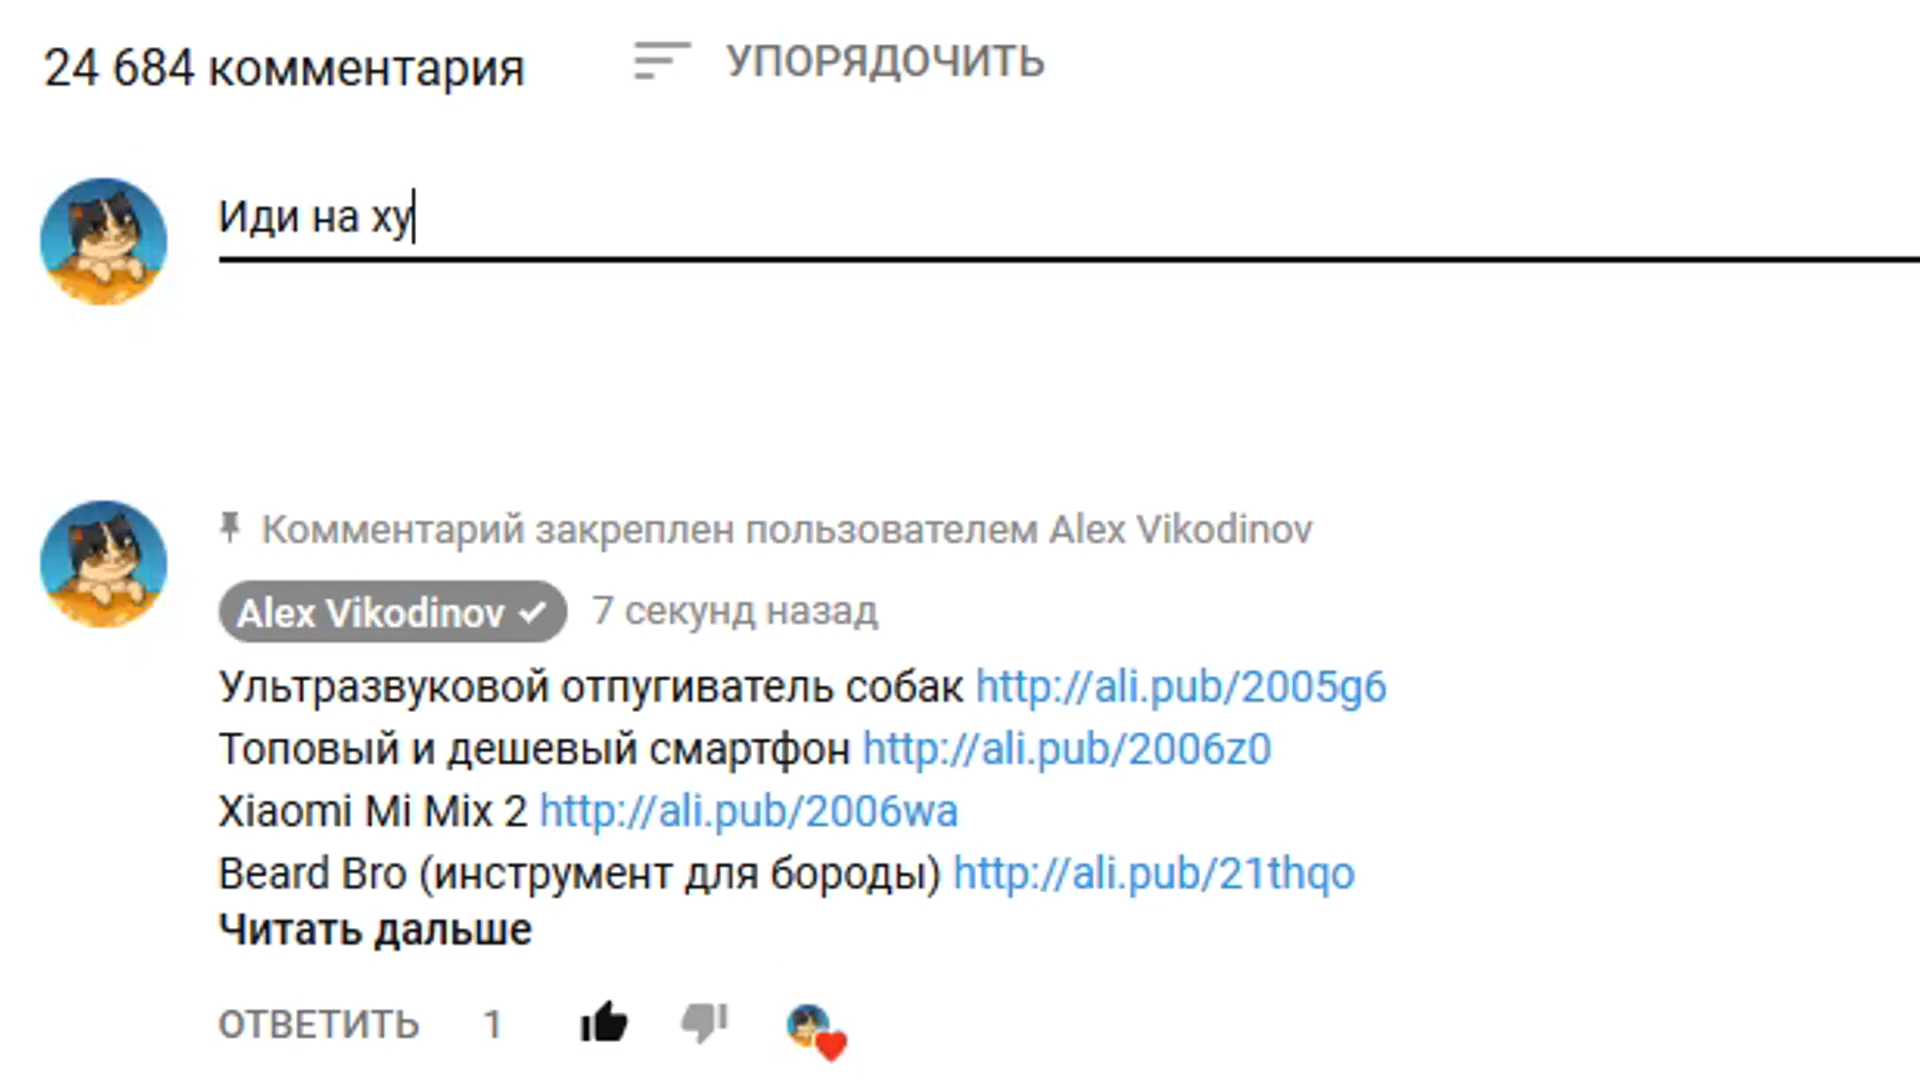 24 684 комментария УПОРЯДОЧИТЬ
Иди на ху
Комментарий закреплен пользователем Alex Vikodinov
Alex Vikodinov 7 секунд назад
Ультразвуковой отпугиватель собак http://ali.pub/2005g6
Топовый и дешевый смартфон http://ali.pub/2006z0
Xiaomi Mi Mix 2 http://ali.pub/2006wa
Beard Bro (инструмент для бороды) http://ali.pub/21thqo
Читать дальше
ОТВЕТИТЬ 1